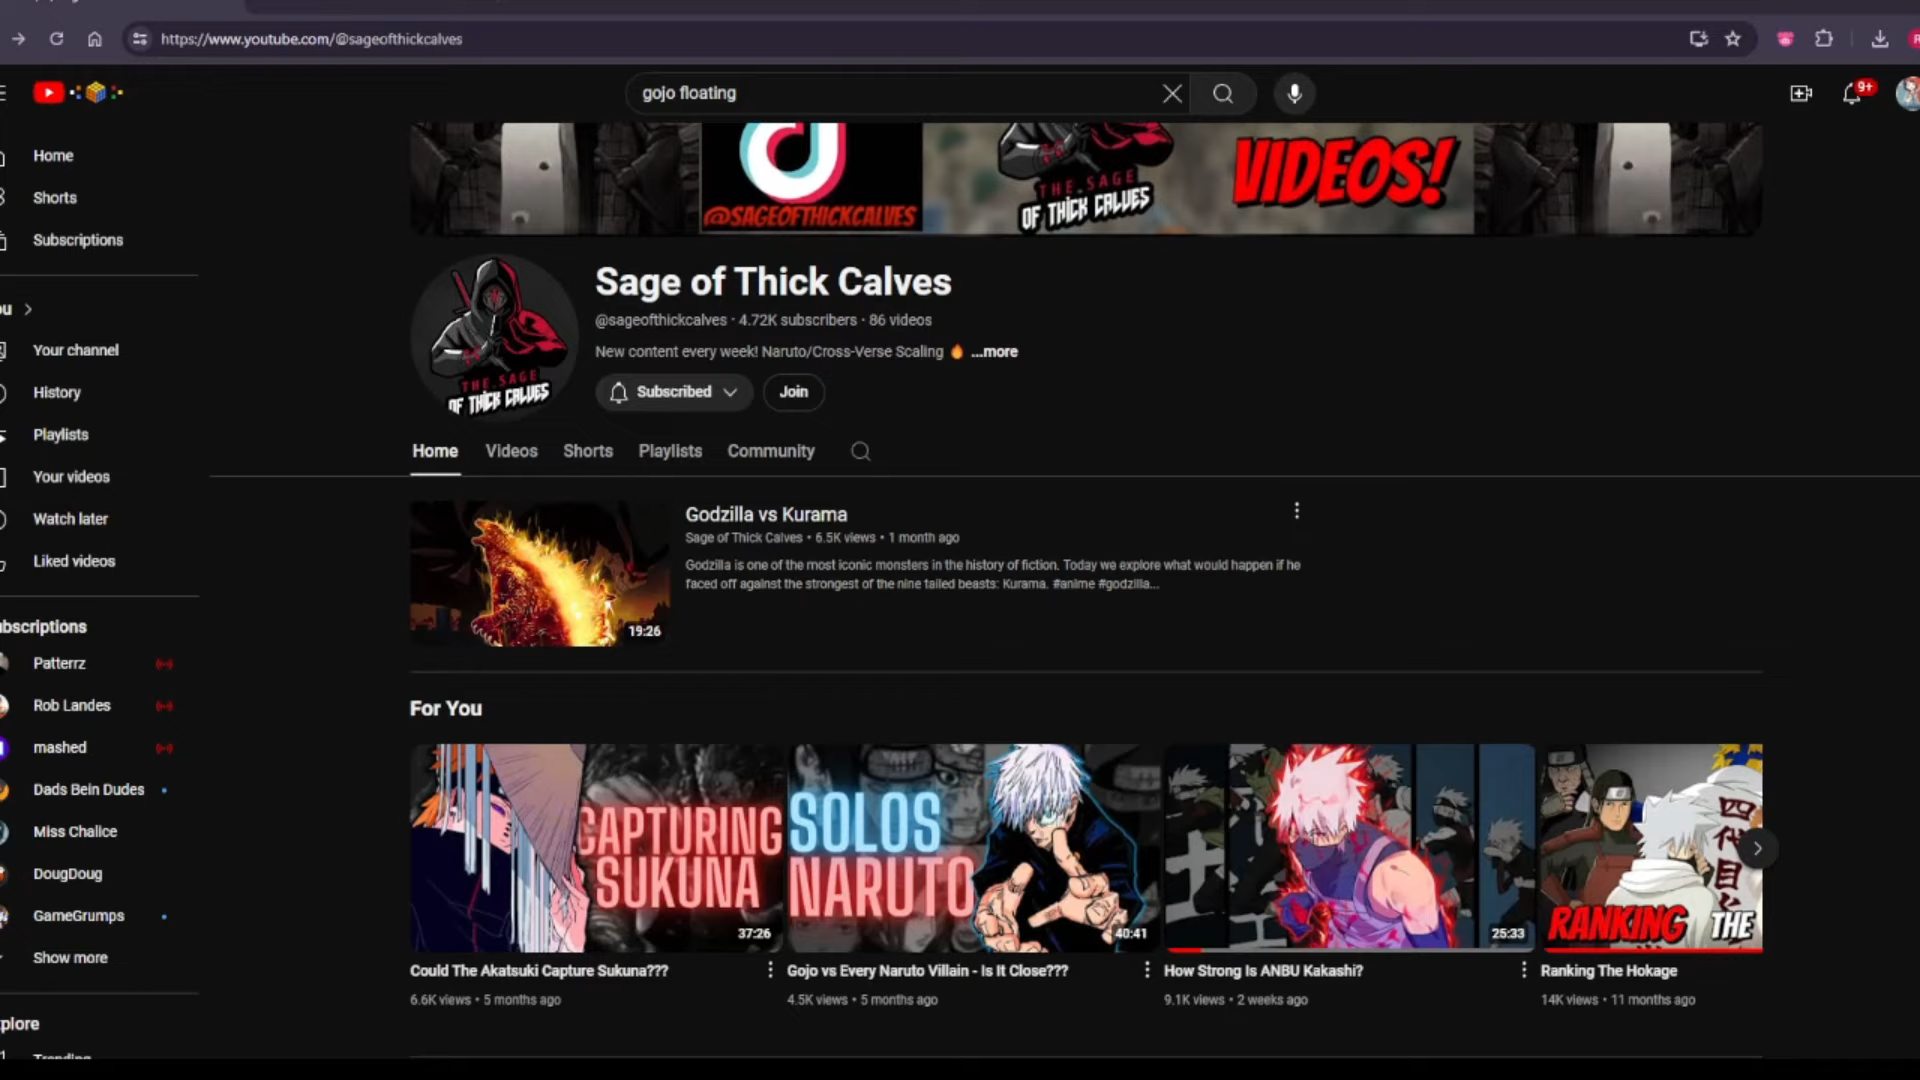 https://www.youtube.com/@sageofthickcalves
gojo floating
9+
Home
Shorts
Subscriptions
Your channel
History
Playlists
Your videos
Watch later
Liked videos
Patterrz
Rob Landes
mashed
Dads Bein Dudes
Miss Chalice
DougDoug
GameGrumps
Show more
@SAGEOFTHICKCALVES
THE SAGE
OF THICK CALVES
VIDEOS!
THE SAGE
OF THICK CALVES
Sage of Thick Calves
@sageofthickcalves · 4.72K subscribers · 86 videos
New content every week! Naruto/Cross-Verse Scaling 🔥 ...more
Subscribed
Join
Home Videos Shorts Playlists Community
19:26
Godzilla vs Kurama
Sage of Thick Calves • 6.5K views • 1 month ago
Godzilla is one of the most iconic monsters in the history of fiction. Today we explore what would happen if he
faced off against the strongest of the nine tailed beasts: Kurama. #anime #godzilla...
For You
CAPTURING
SUKUNA
37:26
Could The Akatsuki Capture Sukuna???
6.6K views • 5 months ago
SOLOS
NARUTO
40:41
Gojo vs Every Naruto Villain - Is It Close???
4.5K views • 5 months ago
25:33
How Strong Is ANBU Kakashi?
9.1K views • 2 weeks ago
四代目
RANKING THE
Ranking The Hokage
14K views • 11 months ago